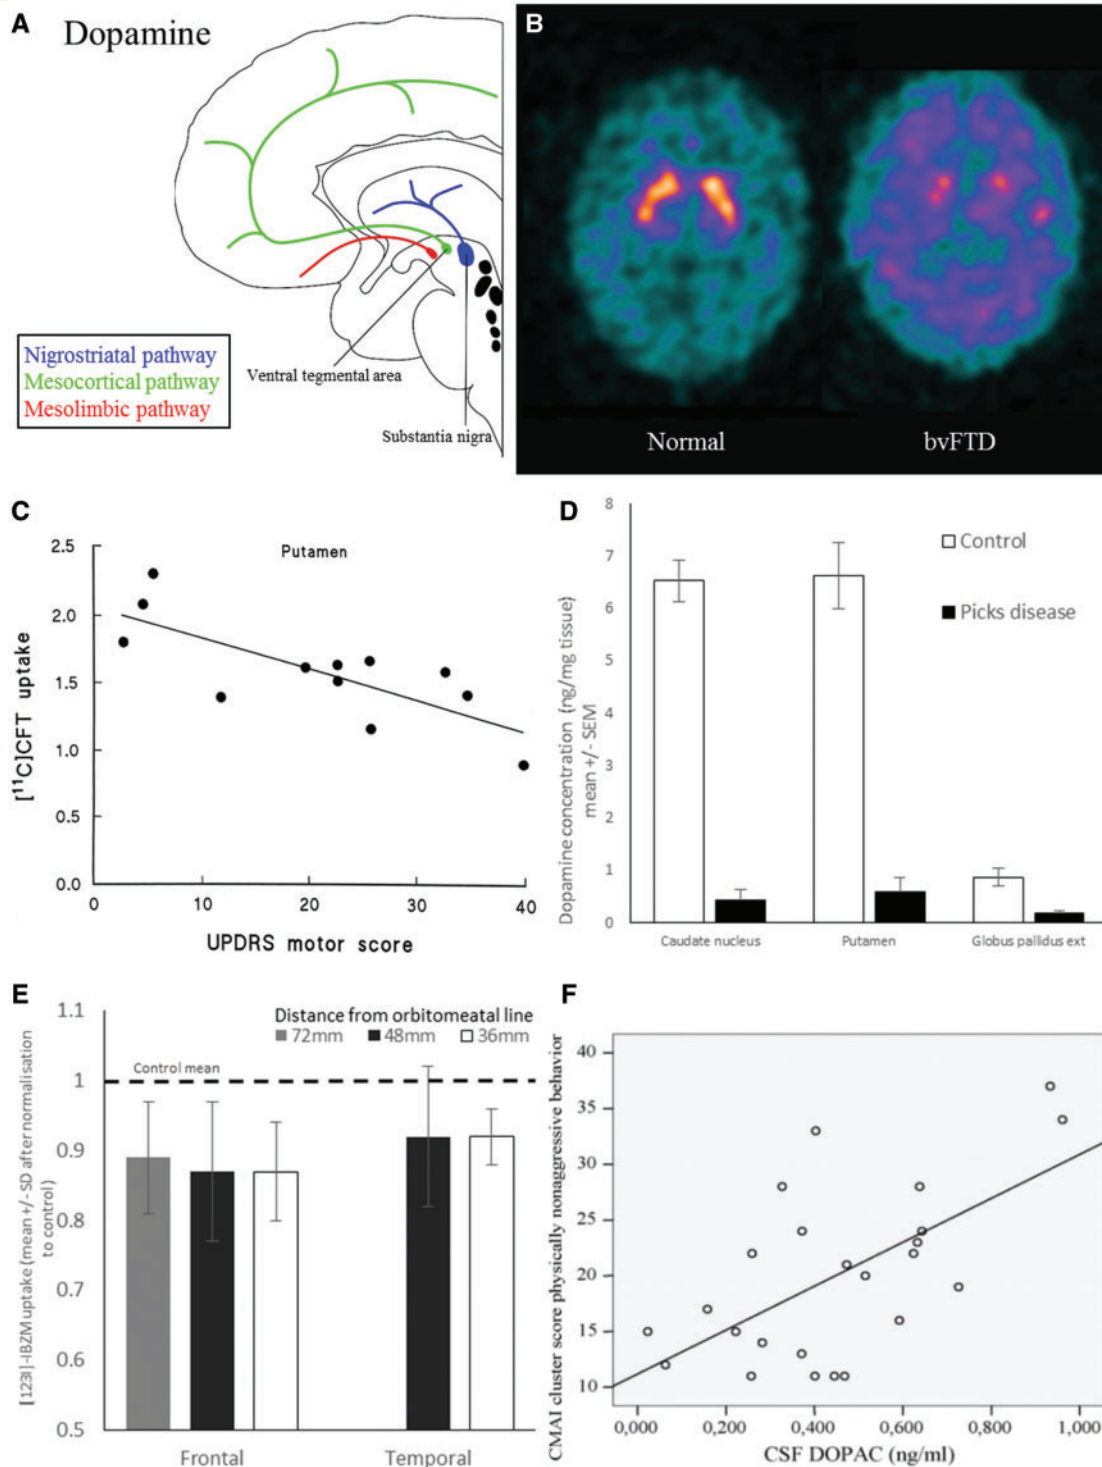 A
Dopamine
Nigrostriatal pathway
Mesocortical pathway
Mesolimbic pathway
Ventral tegmental area
Substantia nigra
B
Normal
bvFTD
C
Putamen
[¹¹C]CFT uptake
2.5
2.0
1.5
1.0
0.5
0.0
0 10 20 30 40
UPDRS motor score
D
Dopamine concentration (ng/mg tissue)
mean +/- SEM
8
7
6
5
4
3
2
1
0
Control
Picks disease
Caudate nucleus Putamen Globus pallidus ext
E
[123I]-IBZM uptake (mean +/- SD after normalisation
to control)
1.1
1
0.9
0.8
0.7
0.6
0.5
Distance from orbitomeatal line
72mm 48mm 36mm
Control mean
Frontal Temporal
F
CMAI cluster score physically nonaggressive behavior
40
35
30
25
20
15
10
0,000 0,200 0,400 0,600 0,800 1,000
CSF DOPAC (ng/ml)